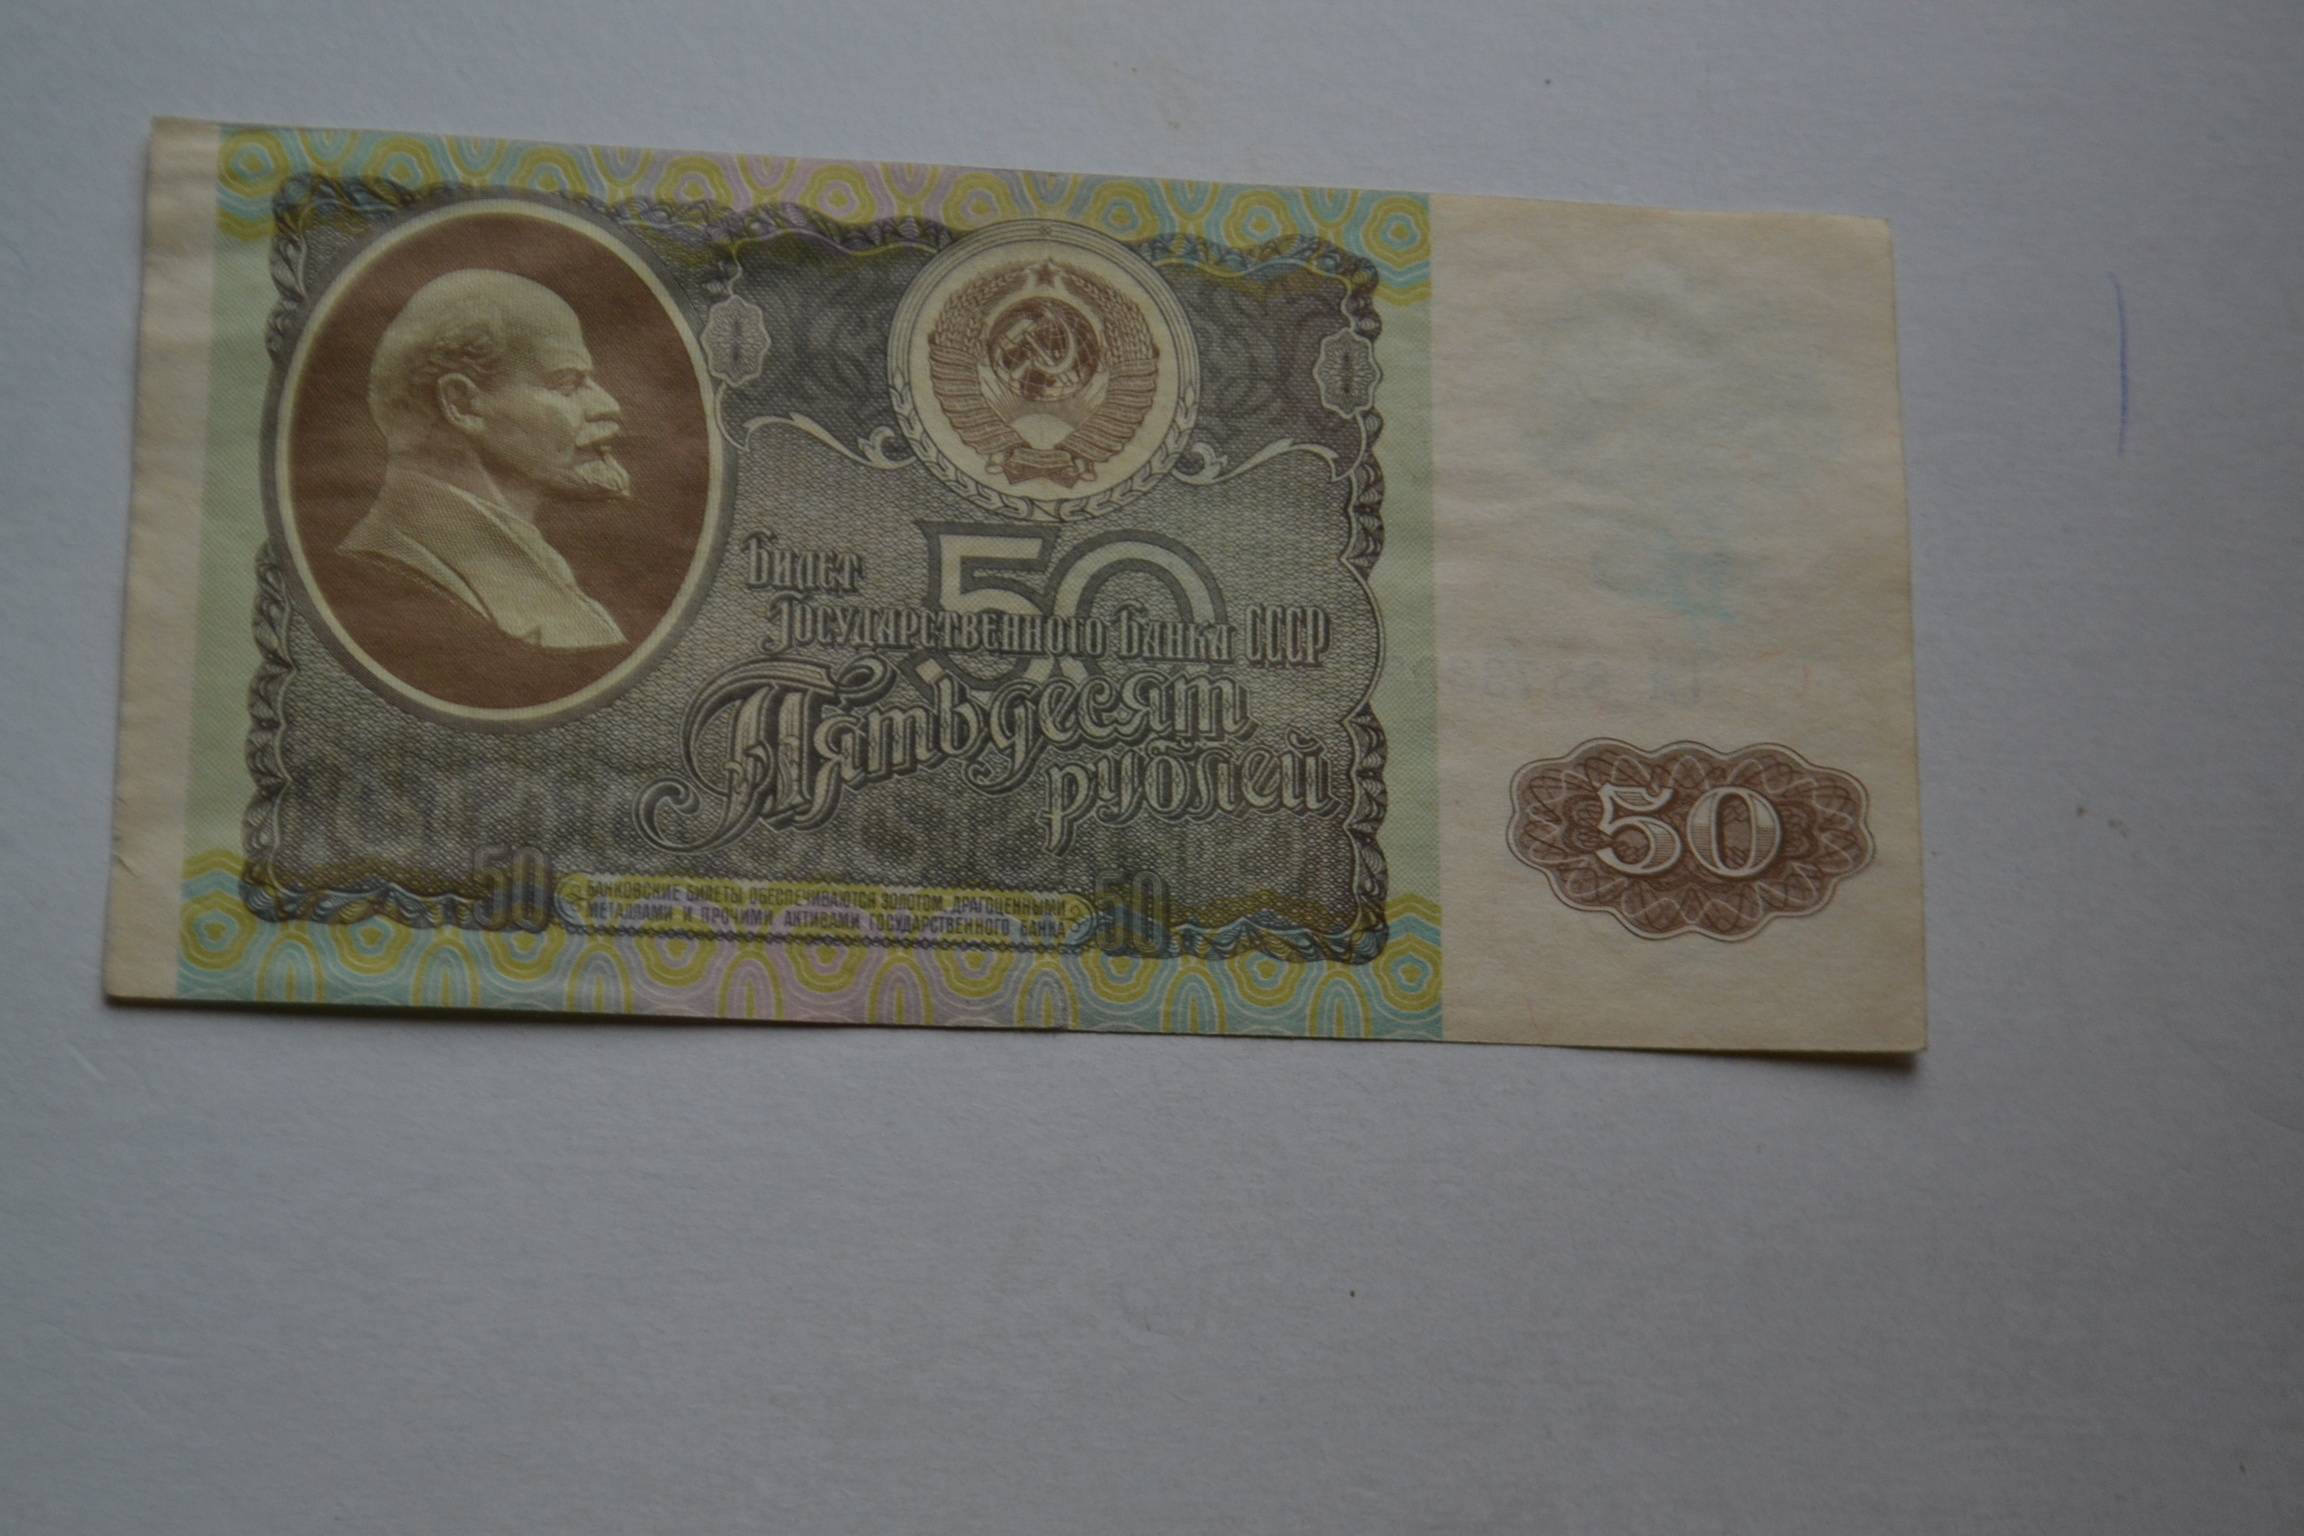 50
Билет
Государственного Банка СССР
Пятьдесят
рублей
50
БАНКОВСКИЕ БИЛЕТЫ ОБЕСПЕЧИВАЮТСЯ ЗОЛОТОМ, ДРАГОЦЕННЫМИ
МЕТАЛЛАМИ И ПРОЧИМИ АКТИВАМИ ГОСУДАРСТВЕННОГО БАНКА
50
50